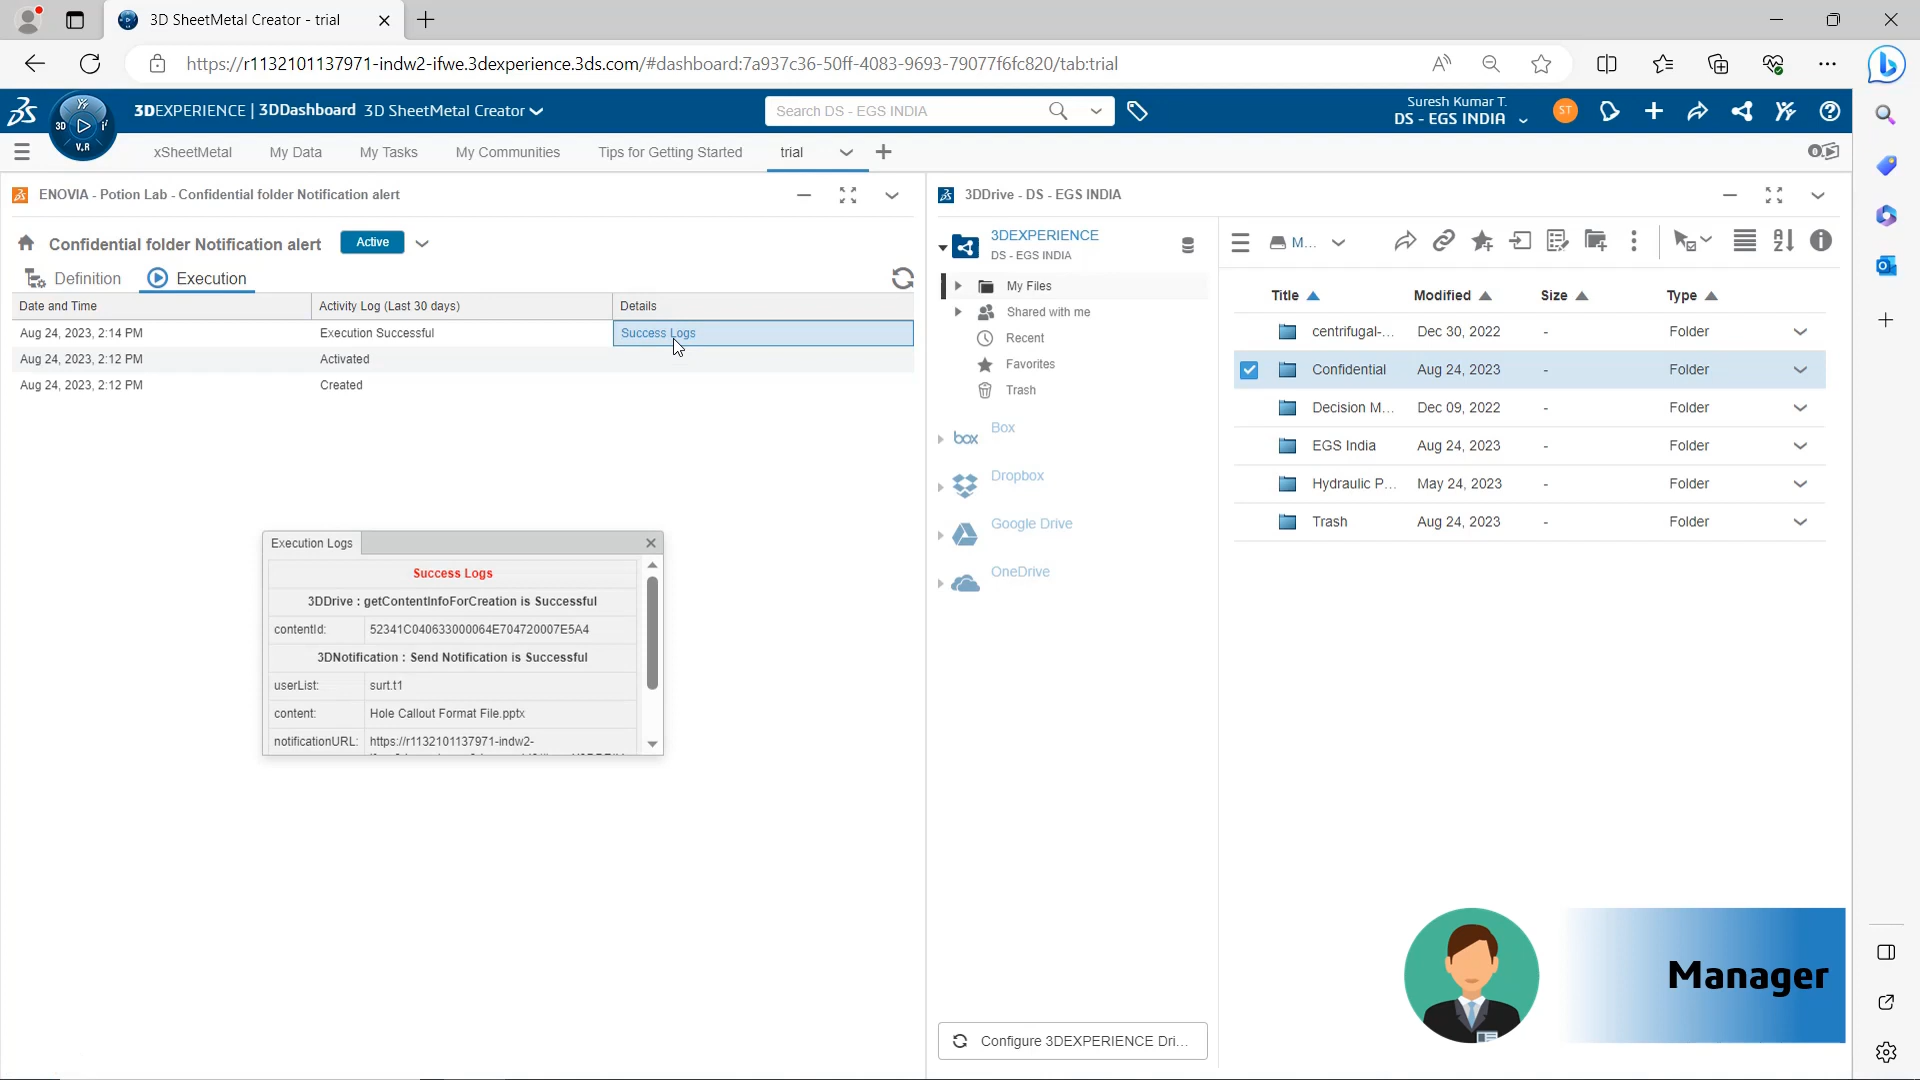 3D SheetMetal Creator - trial
https://r1132101137971-indw2-ifwe.3dexperience.3ds.com/#dashboard:7a937c36-50ff-4083-9693-79077f6fc820/tab:trial
3DEXPERIENCE | 3DDashboard 3D SheetMetal Creator
Search DS - EGS INDIA
Suresh Kumar T.
DS - EGS INDIA
ST
3D
V.R
xSheetMetal
My Data
My Tasks
My Communities
Tips for Getting Started
trial
0
ENOVIA - Potion Lab - Confidential folder Notification alert
Confidential folder Notification alert
Active
Definition
Execution
Date and Time Activity Log (Last 30 days) Details
Aug 24, 2023, 2:14 PM Execution Successful Success Logs
Aug 24, 2023, 2:12 PM Activated
Aug 24, 2023, 2:12 PM Created
Execution Logs
Success Logs
3DDrive : getContentInfoForCreation is Successful
contentId: 52341C040633000064E704720007E5A4
3DNotification : Send Notification is Successful
userList: surt.t1
content: Hole Callout Format File.pptx
notificationURL: https://r1132101137971-indw2-
3DDrive - DS - EGS INDIA
3DEXPERIENCE
DS - EGS INDIA
My Files
Shared with me
Recent
Favorites
Trash
box Box
Dropbox
Google Drive
OneDrive
Configure 3DEXPERIENCE Dri...
M...
Title Modified Size Type
centrifugal-... Dec 30, 2022 - Folder
Confidential Aug 24, 2023 - Folder
Decision M... Dec 09, 2022 - Folder
EGS India Aug 24, 2023 - Folder
Hydraulic P... May 24, 2023 - Folder
Trash Aug 24, 2023 - Folder
Manager